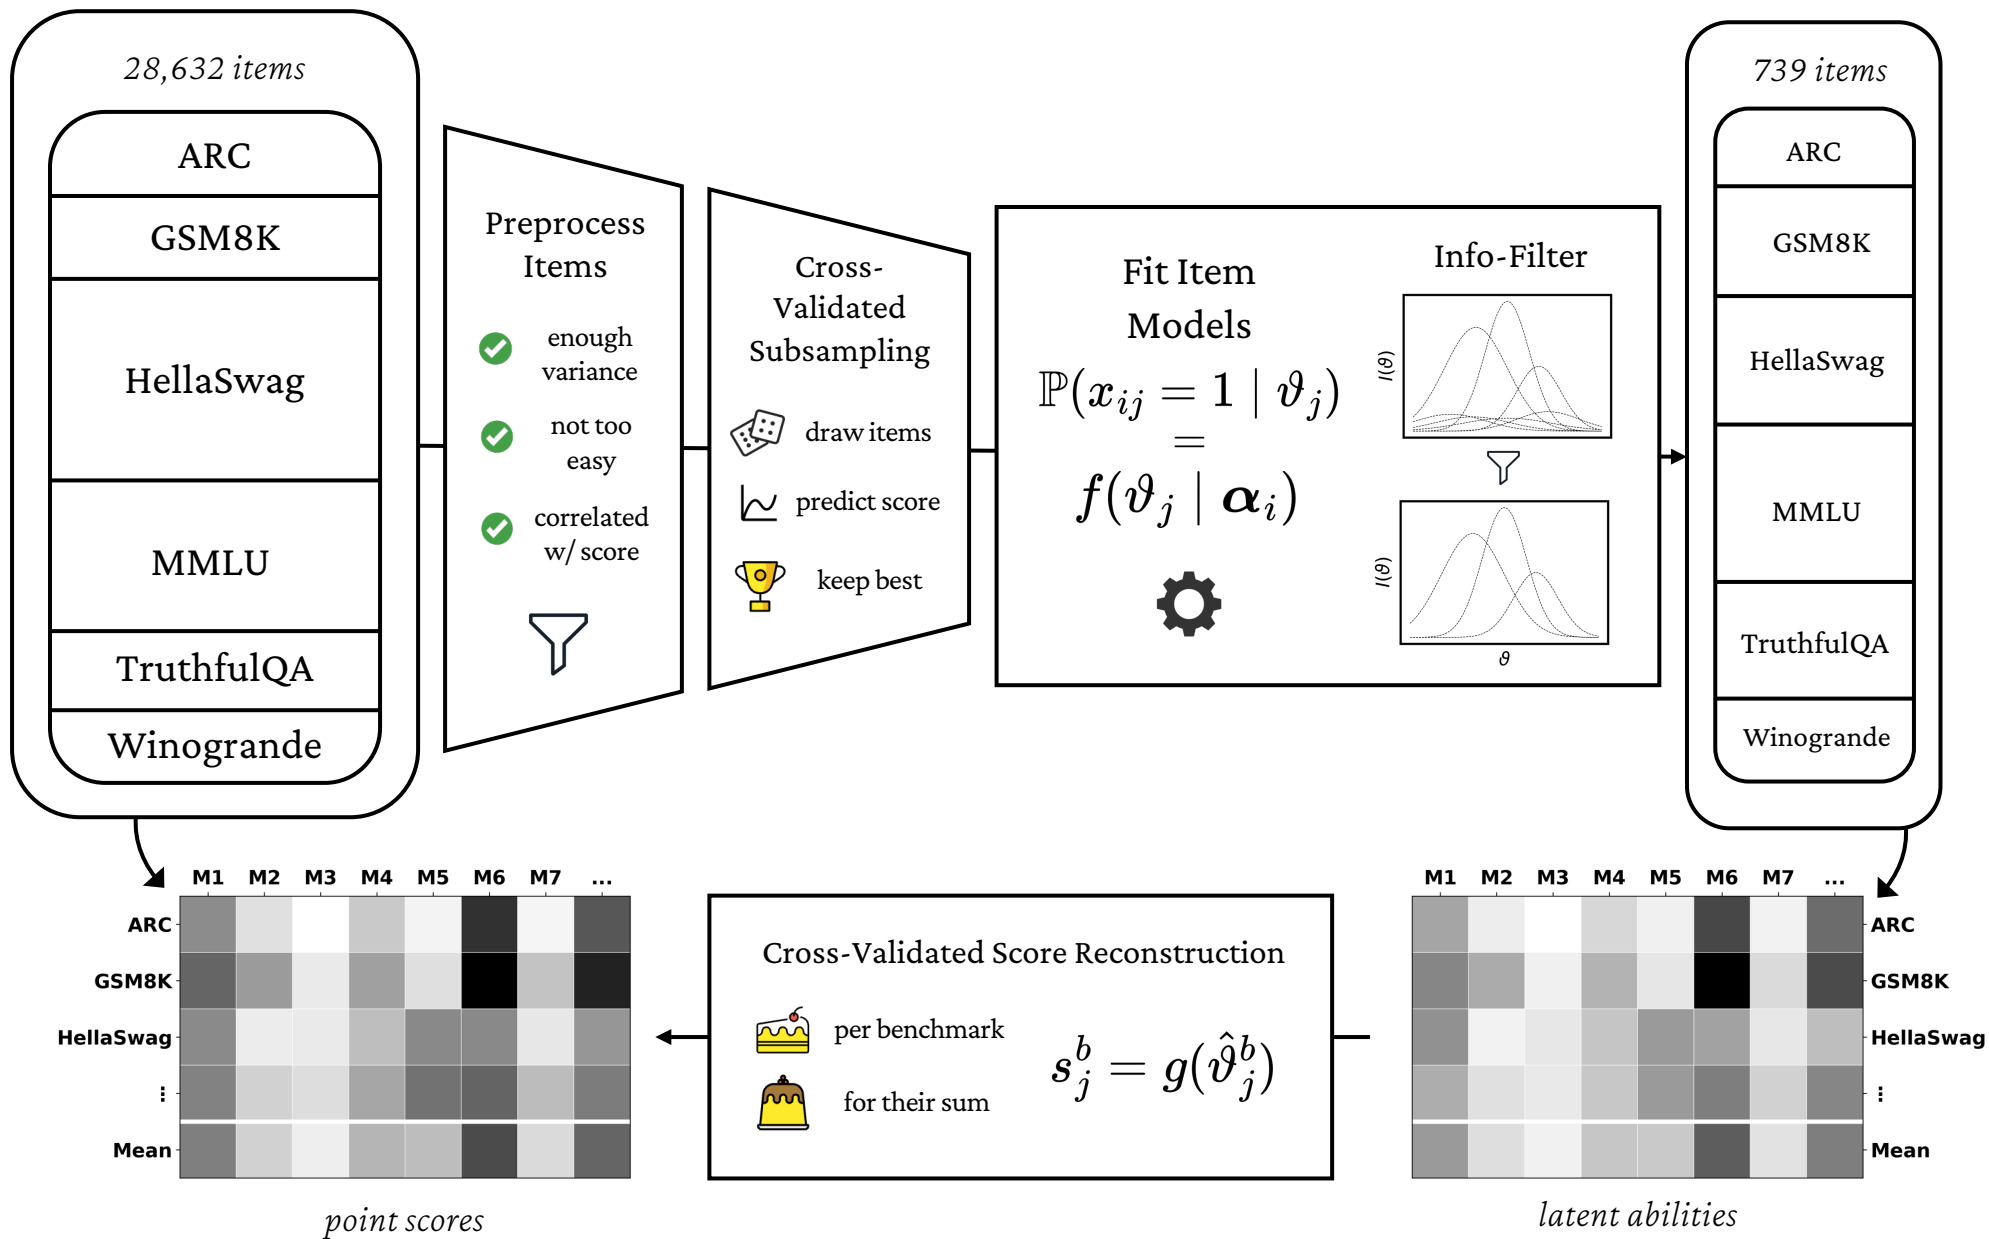 28,632 items
ARC
GSM8K
HellaSwag
MMLU
TruthfulQA
Winogrande
Preprocess
Items
enough
variance
not too
easy
correlated
w/ score
Cross-
Validated
Subsampling
draw items
predict score
keep best
Fit Item
Models
ℙ(x_{ij} = 1 | ϑ_j)
=
f(ϑ_j | α_i)
Info-Filter
I(ϑ)
I(ϑ)
ϑ
739 items
ARC
GSM8K
HellaSwag
MMLU
TruthfulQA
Winogrande
M1 M2 M3 M4 M5 M6 M7 ...
ARC
GSM8K
HellaSwag
⋮
Mean
point scores
Cross-Validated Score Reconstruction
per benchmark
for their sum
s_j^b = g(ϑ̂_j^b)
M1 M2 M3 M4 M5 M6 M7 ...
ARC
GSM8K
HellaSwag
⋮
Mean
latent abilities